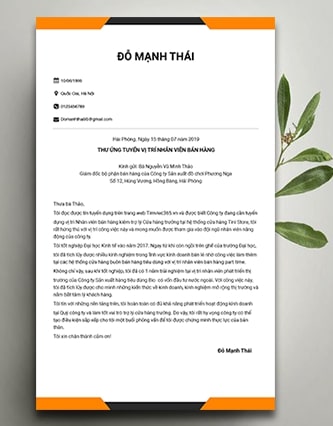 ĐỖ MẠNH THÁI
10/06/1996
Quốc Oai, Hà Nội
0123456789
Domanhthai96@gmail.com
Hải Phòng, Ngày 15 tháng 07 năm 2019
THƯ ỨNG TUYỂN VỊ TRÍ NHÂN VIÊN BÁN HÀNG
Kính gửi: Bà Nguyễn Vũ Minh Thảo
Giám đốc bộ phận bán hàng của Công ty Sản xuất đồ chơi Phương Nga
Số 12, Hùng Vương, Hồng Bàng, Hải Phòng
Thưa Bà Thảo,
Tôi đọc được tin tuyển dụng trên trang web Timviec365.vn và được biết Công ty đang cần tuyển
dụng vị trí Nhân viên bán hàng kiêm trợ lý Cửa hàng trưởng tại hệ thống cửa hàng Tini Store, tôi
rất hứng thú với vị trí công việc này và mong muốn được tham gia vào đội ngũ nhân viên năng
động của công ty.
Tôi tốt nghiệp Đại học Kinh tế vào năm 2017. Ngay từ khi còn ngồi trên ghế của trường Đại học,
tôi đã tích lũy được nhiều kinh nghiệm trong lĩnh vực kinh doanh bán lẻ nhờ công việc làm thêm
tại các hệ thống cửa hàng buôn bán hàng tiêu dùng với vị trí nhân viên bán hàng part time.
Không chỉ vậy, sau khi tốt nghiệp, tôi đã có 1 năm trải nghiệm tại vị trí nhân viên phát triển thị
trường của Công ty Sản xuất hàng tiêu dùng Bio có vốn đầu tư nước ngoài. Với công việc này,
tôi đã tích lũy được cho mình những kiến thức về kinh doanh, kinh nghiệm mở rộng thị trường và
nắm bắt tâm lý khách hàng.
Tôi tin với những nền tảng trên, tôi hoàn toàn có đủ khả năng phát triển hoạt động kinh doanh
tại Quý công ty và làm tốt vai trò trợ lý cửa hàng trưởng. Do vậy, tôi rất hy vọng công ty có thể
tạo điều kiện sắp xếp cho tôi một buổi phỏng vấn để tôi được chứng minh thực lực của bản
thân.
Tôi xin chân thành cảm ơn!
Đỗ Mạnh Thái